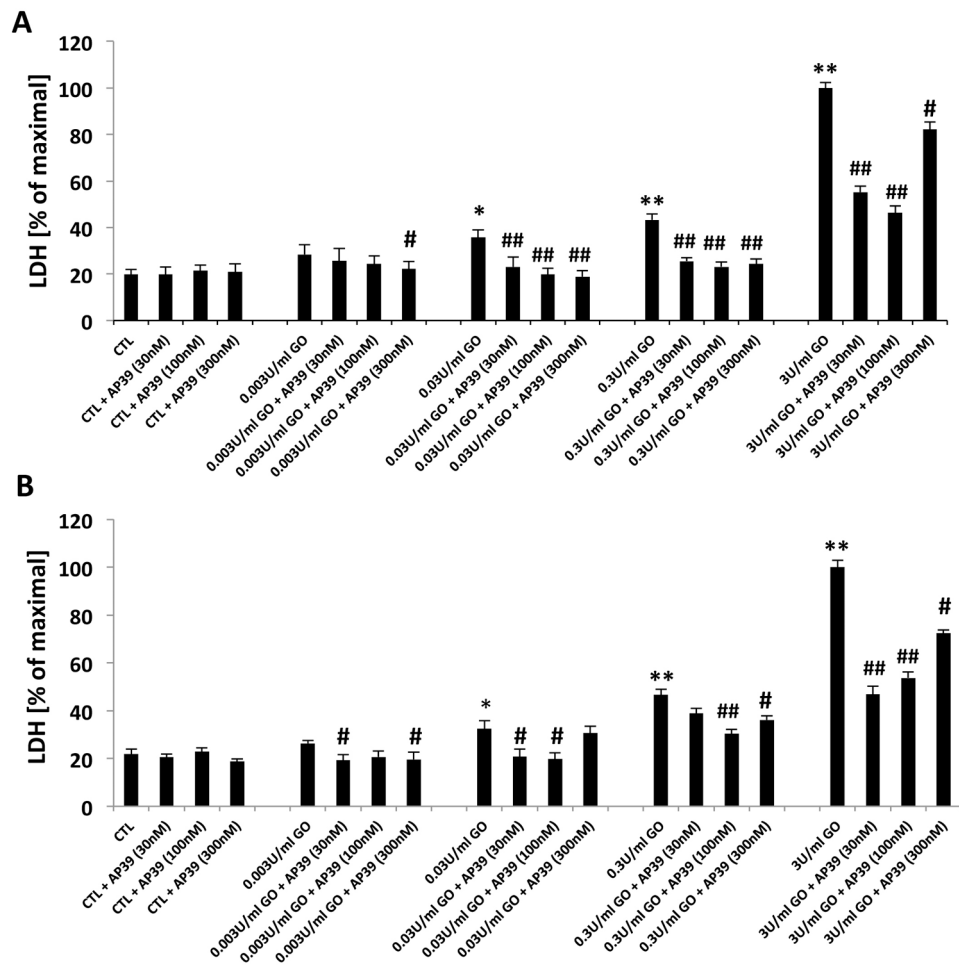 A
LDH [% of maximal]
120
100
80
60
40
20
0
*
**
**
#
##
##
##
##
##
##
##
##
#
CTL
CTL + AP39 (30nM)
CTL + AP39 (100nM)
CTL + AP39 (300nM)
0.003U/ml GO
0.003U/ml GO + AP39 (30nM)
0.003U/ml GO + AP39 (100nM)
0.003U/ml GO + AP39 (300nM)
0.03U/ml GO
0.03U/ml GO + AP39 (30nM)
0.03U/ml GO + AP39 (100nM)
0.03U/ml GO + AP39 (300nM)
0.3U/ml GO
0.3U/ml GO + AP39 (30nM)
0.3U/ml GO + AP39 (100nM)
0.3U/ml GO + AP39 (300nM)
3U/ml GO
3U/ml GO + AP39 (30nM)
3U/ml GO + AP39 (100nM)
3U/ml GO + AP39 (300nM)
B
LDH [% of maximal]
120
100
80
60
40
20
0
#
#
*
#
#
**
##
#
**
##
##
#
CTL
CTL + AP39 (30nM)
CTL + AP39 (100nM)
CTL + AP39 (300nM)
0.003U/ml GO
0.003U/ml GO + AP39 (30nM)
0.003U/ml GO + AP39 (100nM)
0.003U/ml GO + AP39 (300nM)
0.03U/ml GO
0.03U/ml GO + AP39 (30nM)
0.03U/ml GO + AP39 (100nM)
0.03U/ml GO + AP39 (300nM)
0.3U/ml GO
0.3U/ml GO + AP39 (30nM)
0.3U/ml GO + AP39 (100nM)
0.3U/ml GO + AP39 (300nM)
3U/ml GO
3U/ml GO + AP39 (30nM)
3U/ml GO + AP39 (100nM)
3U/ml GO + AP39 (300nM)